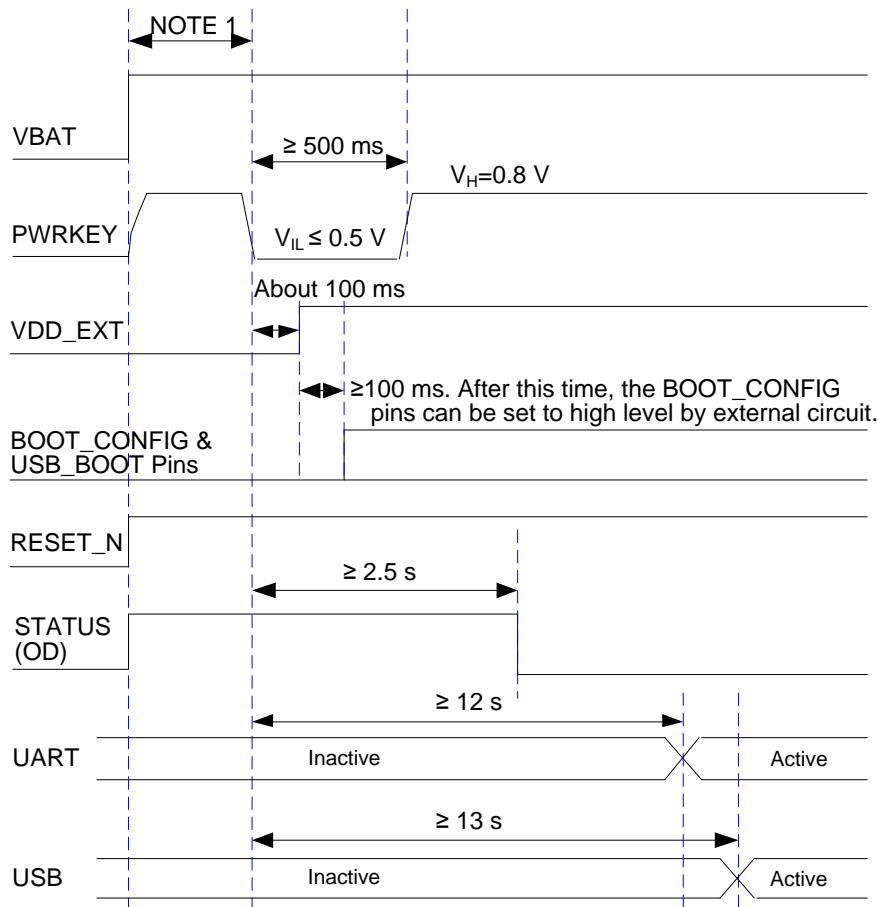 NOTE 1
VBAT
≥ 500 ms
V_H=0.8 V
PWRKEY
V_IL ≤ 0.5 V
About 100 ms
VDD_EXT
≥100 ms. After this time, the BOOT_CONFIG
pins can be set to high level by external circuit.
BOOT_CONFIG &
USB_BOOT Pins
RESET_N
≥ 2.5 s
STATUS
(OD)
≥ 12 s
UART
Inactive
Active
≥ 13 s
USB
Inactive
Active